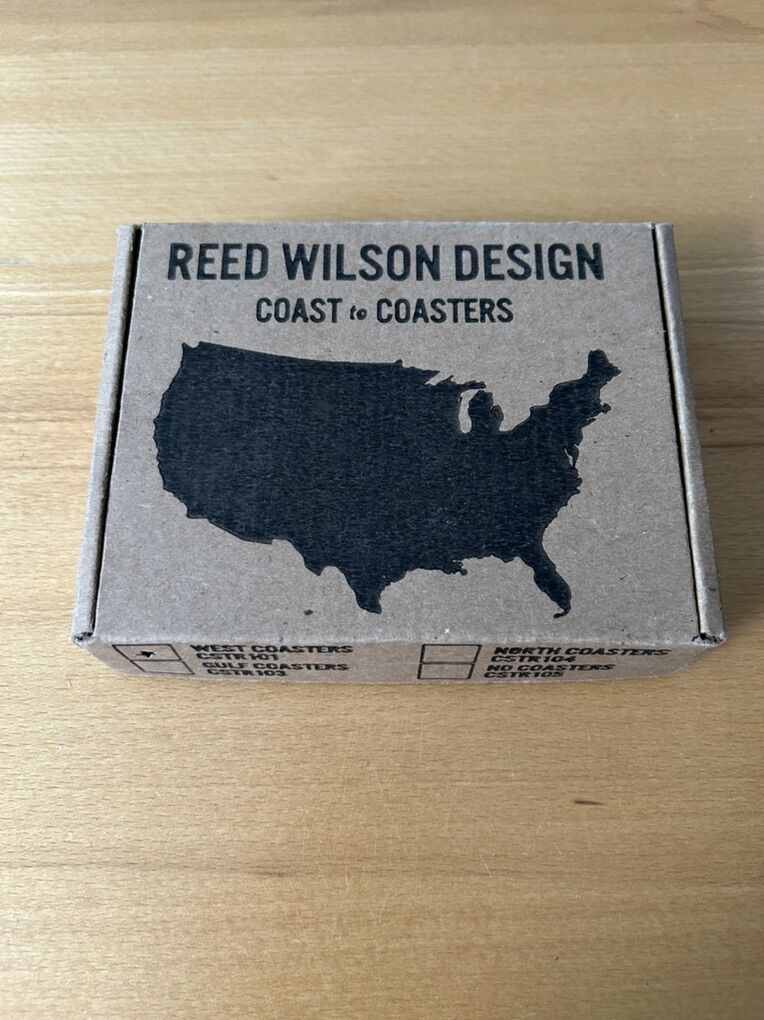 REED WILSON DESIGN
COAST to COASTERS
WEST COASTERS
CSTR101
GULF COASTERS
CSTR103
NORTH COASTERS
CSTR104
NO COASTERS
CSTR105